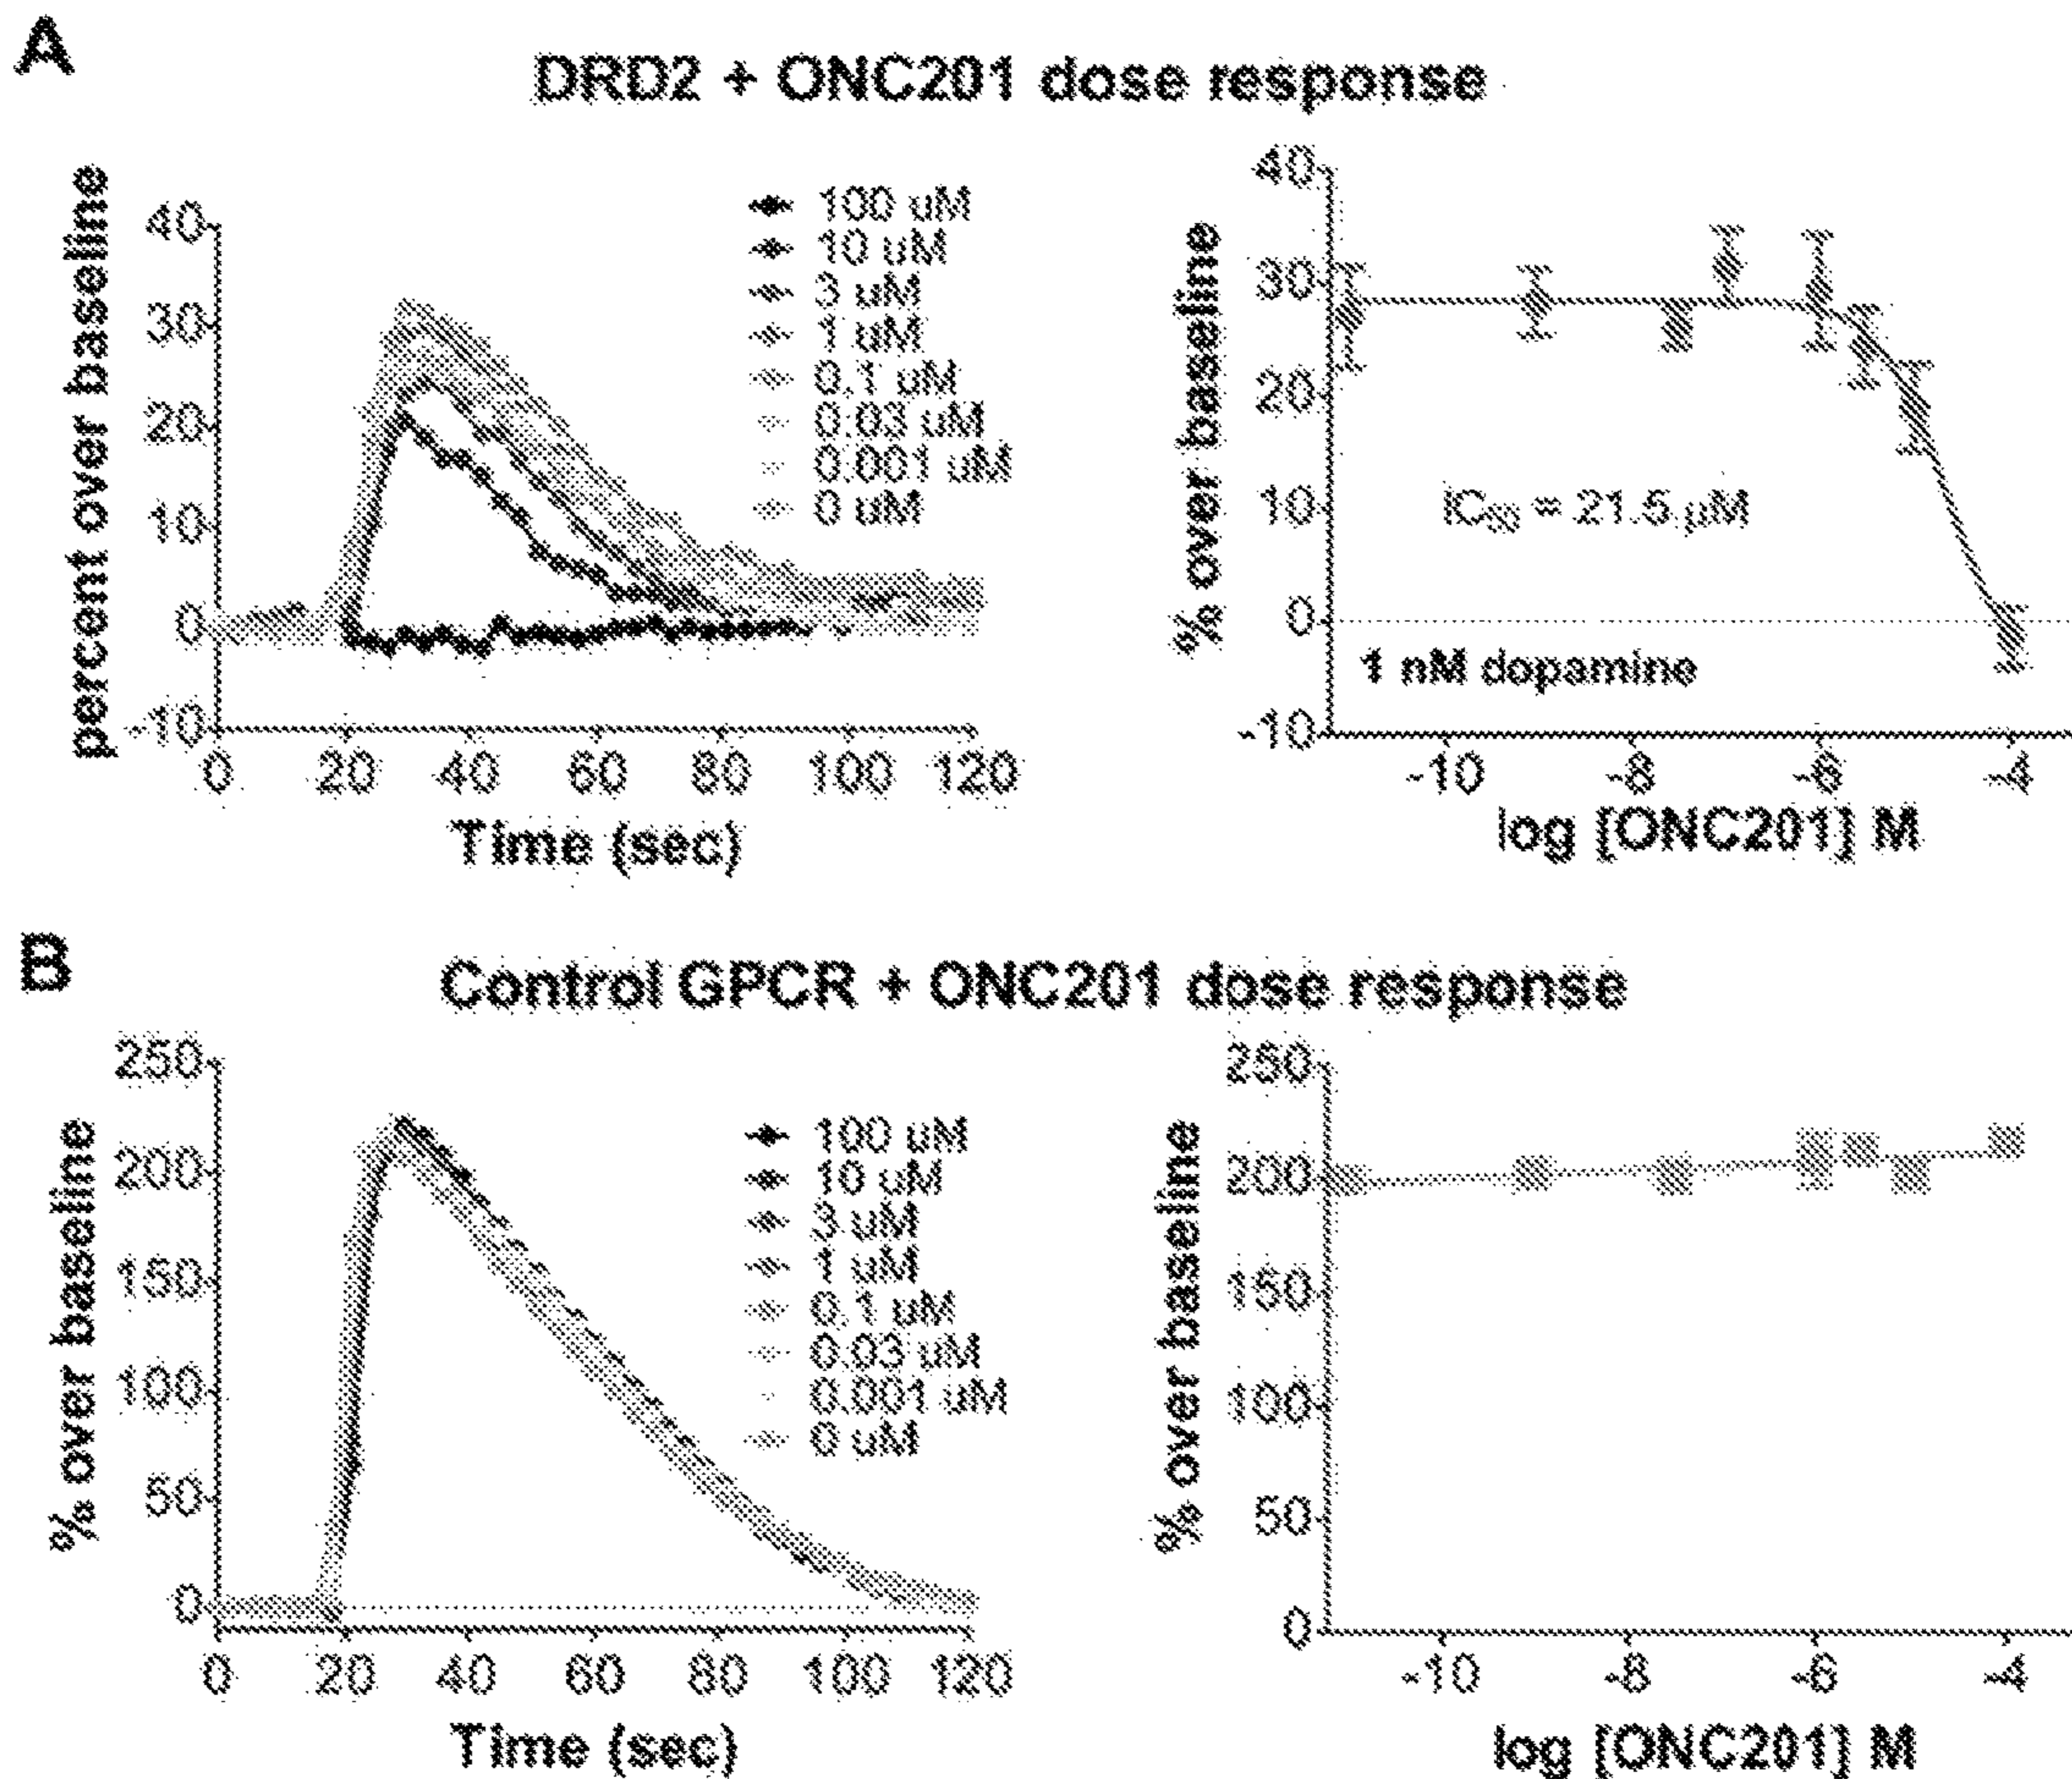 A
DRD2 + ONC201 dose response
percent over baseline
40
30
20
10
0
-10
0 20 40 60 80 100 120
Time (sec)
100 uM
10 uM
3 uM
1 uM
0.1 uM
0.03 uM
0.001 uM
0 uM
% over baseline
40
30
20
10
0
-10
IC50 = 21.5 µM
1 nM dopamine
-10 -8 -6 -4
log [ONC201] M
B
Control GPCR + ONC201 dose response
% over baseline
250
200
150
100
50
0
0 20 40 60 80 100 120
Time (sec)
100 uM
10 uM
3 uM
1 uM
0.1 uM
0.03 uM
0.001 uM
0 uM
% over baseline
250
200
150
100
50
0
-10 -8 -6 -4
log [ONC201] M